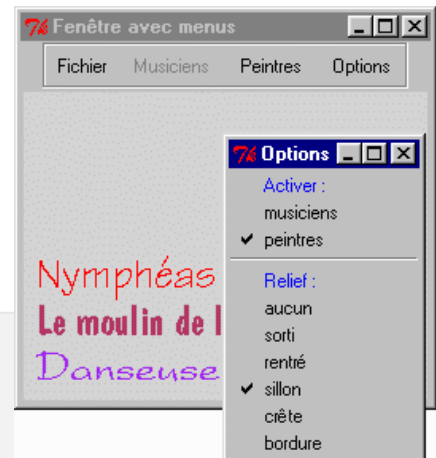 Fenêtre avec menus
Fichier Musiciens Peintres Options
Options
Activer :
musiciens
peintres
Nymphéas
Le moulin de l
Danseuse
Relief :
aucun
sorti
rentré
sillon
crête
bordure